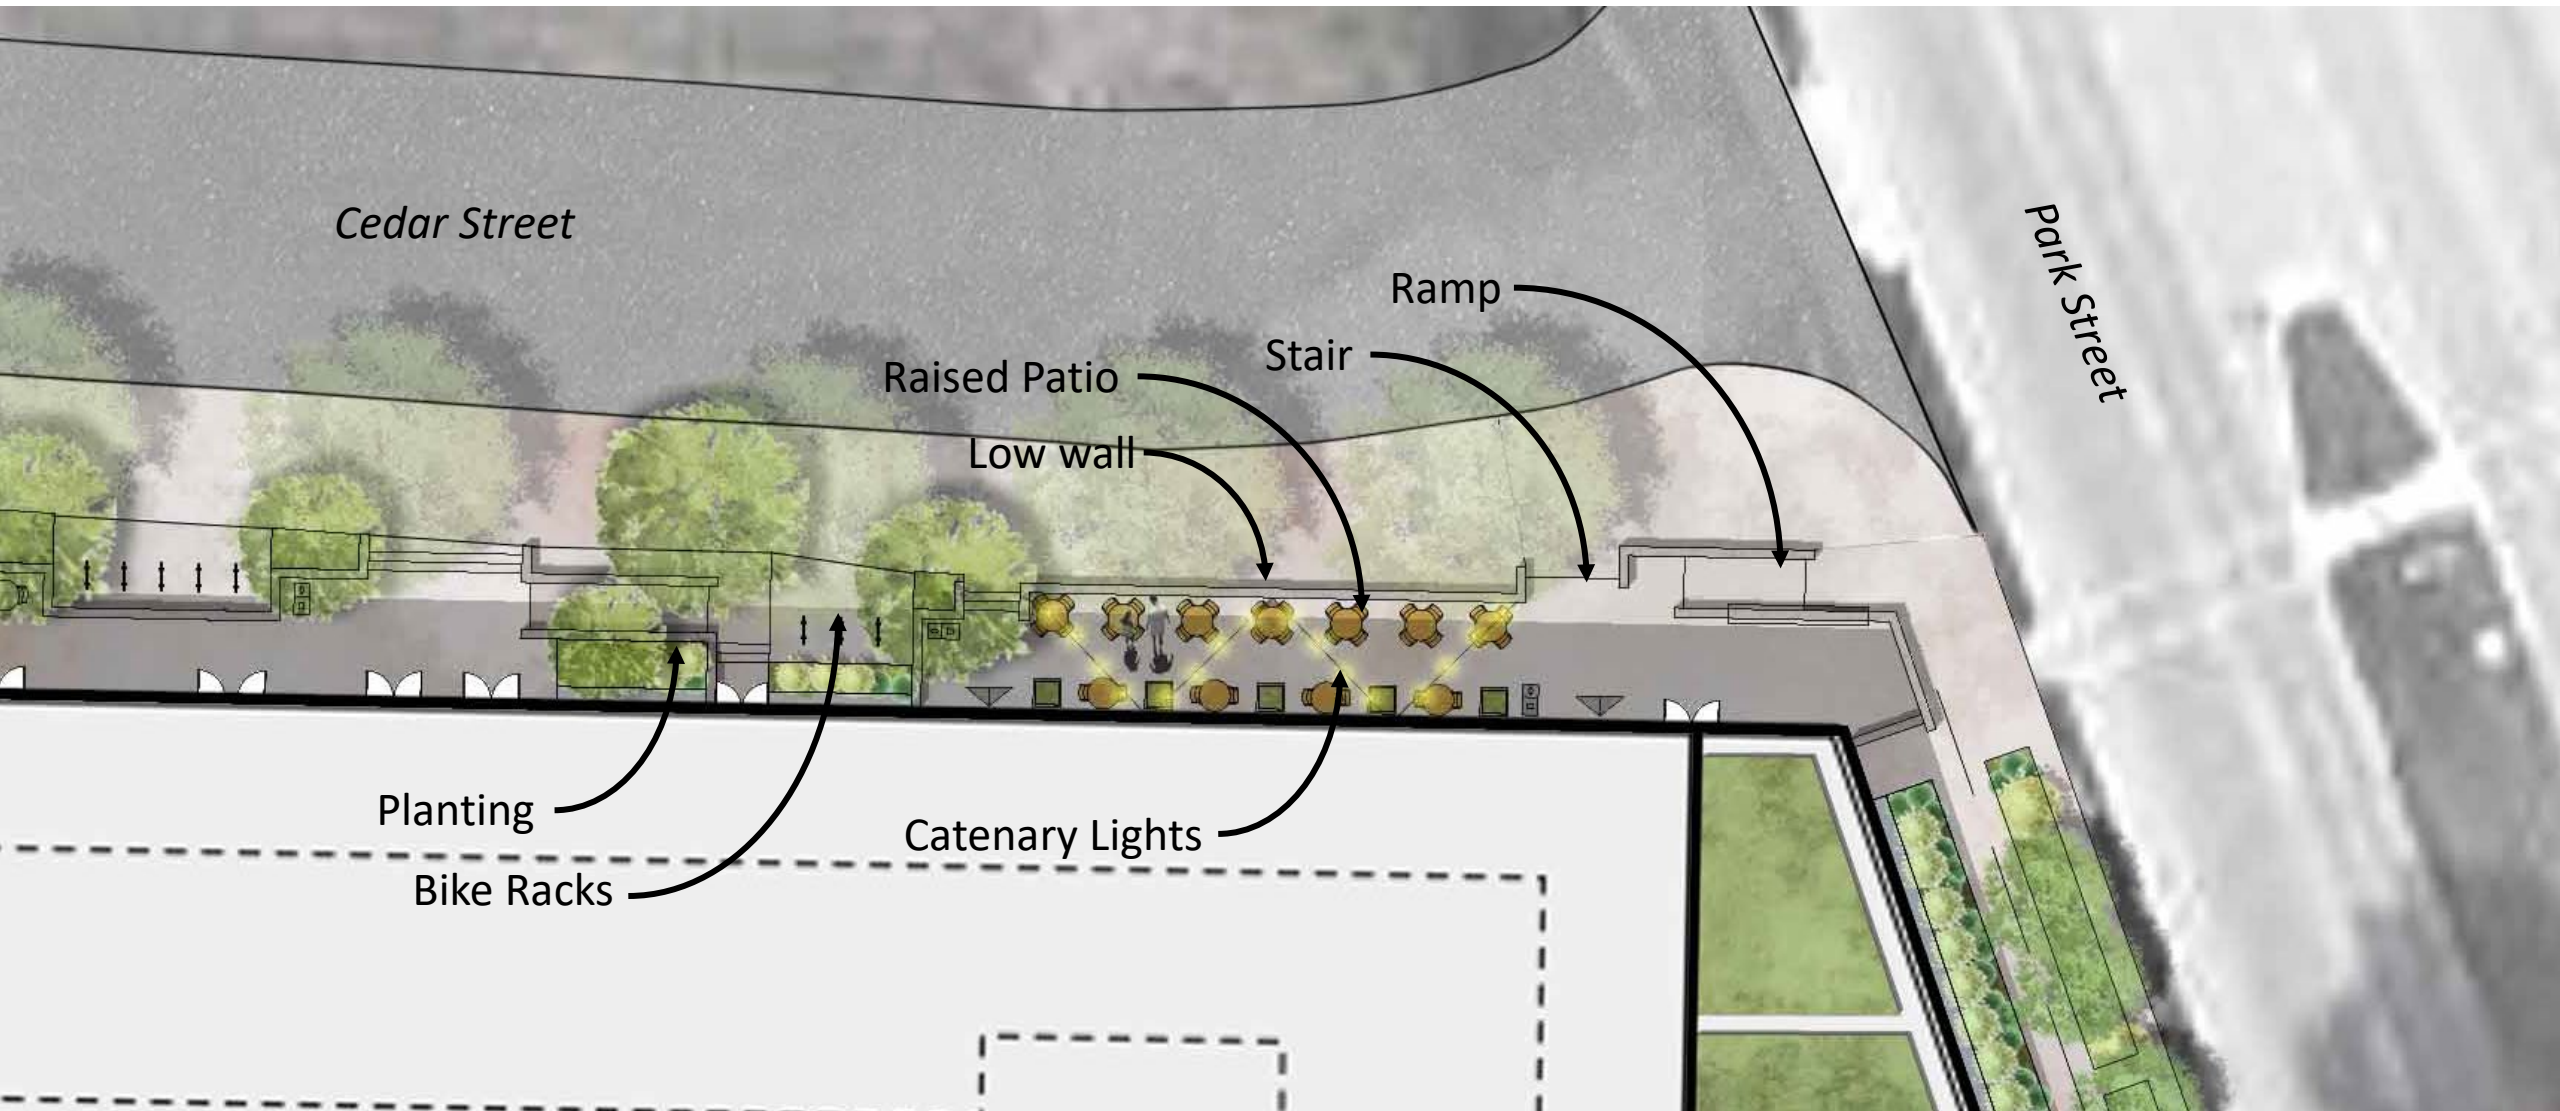 Cedar Street
Park Street
Ramp
Stair
Raised Patio
Low wall
Planting
Catenary Lights
Bike Racks